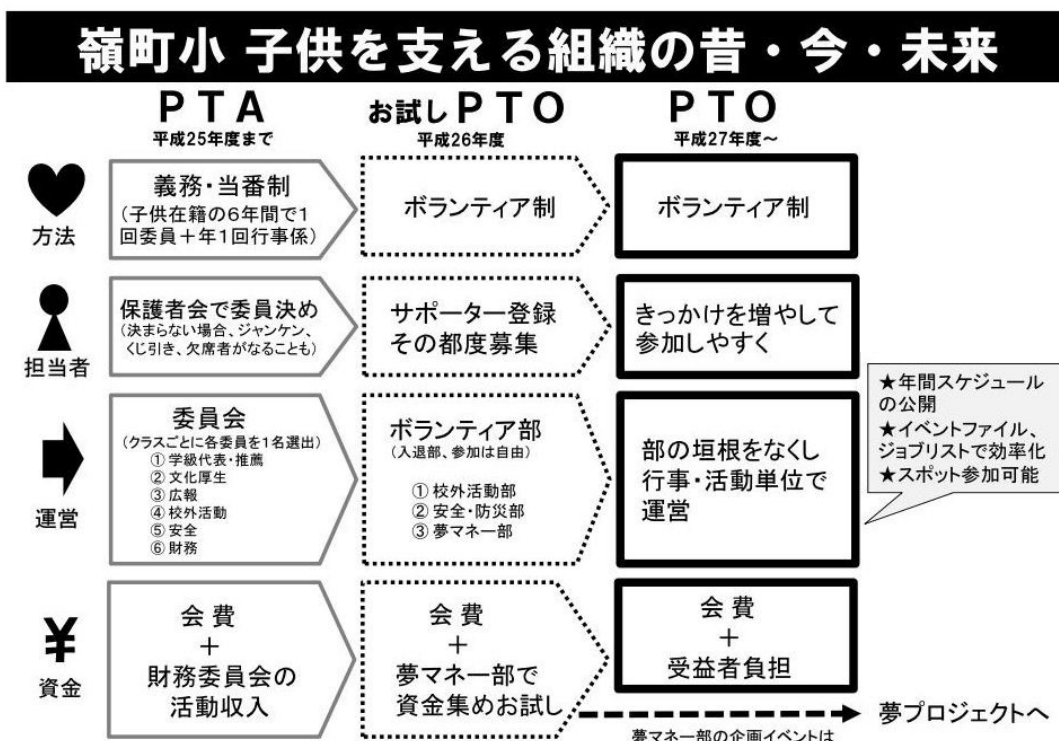 嶺町小 子供を支える組織の昔・今・未来
PTA
平成25年度まで
お試しPTO
平成26年度
PTO
平成27年度～
方法
義務・当番制
(子供在籍の6年間で1
回委員＋年1回行事係)
ボランティア制
ボランティア制
担当者
保護者会で委員決め
(決まらない場合、ジャンケン、
くじ引き、欠席者がなることも)
サポーター登録
その都度募集
きっかけを増やして
参加しやすく
運営
委員会
(クラスごとに各委員を1名選出)
① 学級代表・推薦
② 文化厚生
③ 広報
④ 校外活動
⑤ 安全
⑥ 財務
ボランティア部
(入退部、参加は自由)
① 校外活動部
② 安全・防災部
③ 夢マネー部
部の垣根をなくし
行事・活動単位で
運営
★年間スケジュール
の公開
★イベントファイル、
ジョブリストで効率化
★スポット参加可能
¥
資金
会費
＋
財務委員会の
活動収入
会費
＋
夢マネー部で
資金集めお試し
会費
＋
受益者負担
夢プロジェクトへ
夢マネー部の企画イベントは